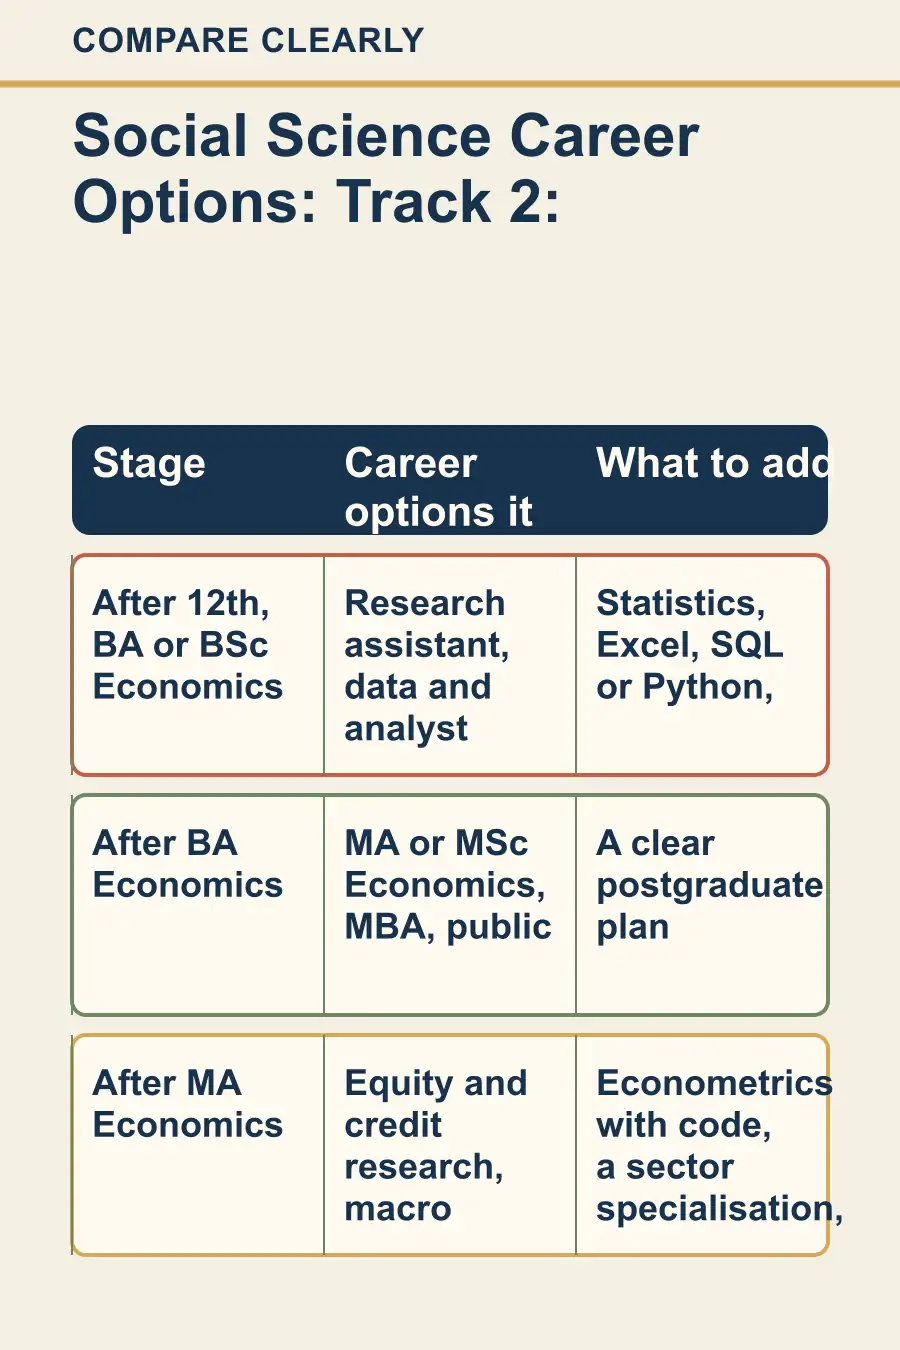 COMPARE CLEARLY
Social Science Career
Options: Track 2:
Stage
Career
options it
What to add
After 12th,
BA or BSc
Economics
Research
assistant,
data and
analyst
Statistics,
Excel, SQL
or Python,
After BA
Economics
MA or MSc
Economics,
MBA, public
A clear
postgraduate
plan
After MA
Economics
Equity and
credit
research,
macro
Econometrics
with code,
a sector
specialisation,